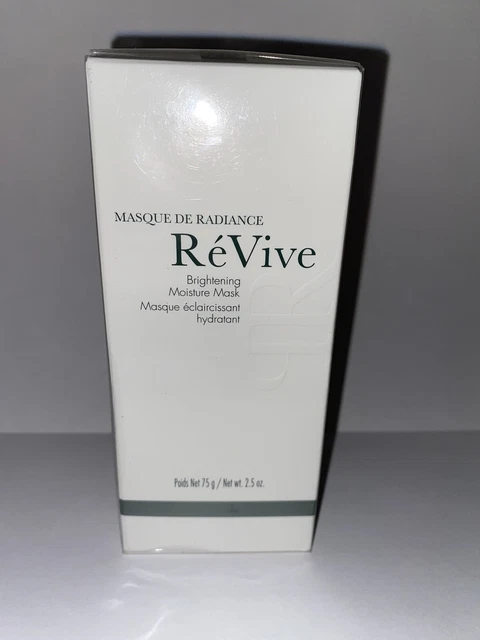 MASQUE DE RADIANCE
RéVive
Brightening
Moisture Mask
Masque éclaircissant
hydratant
Poids Net 75 g / Net wt. 2.5 oz.